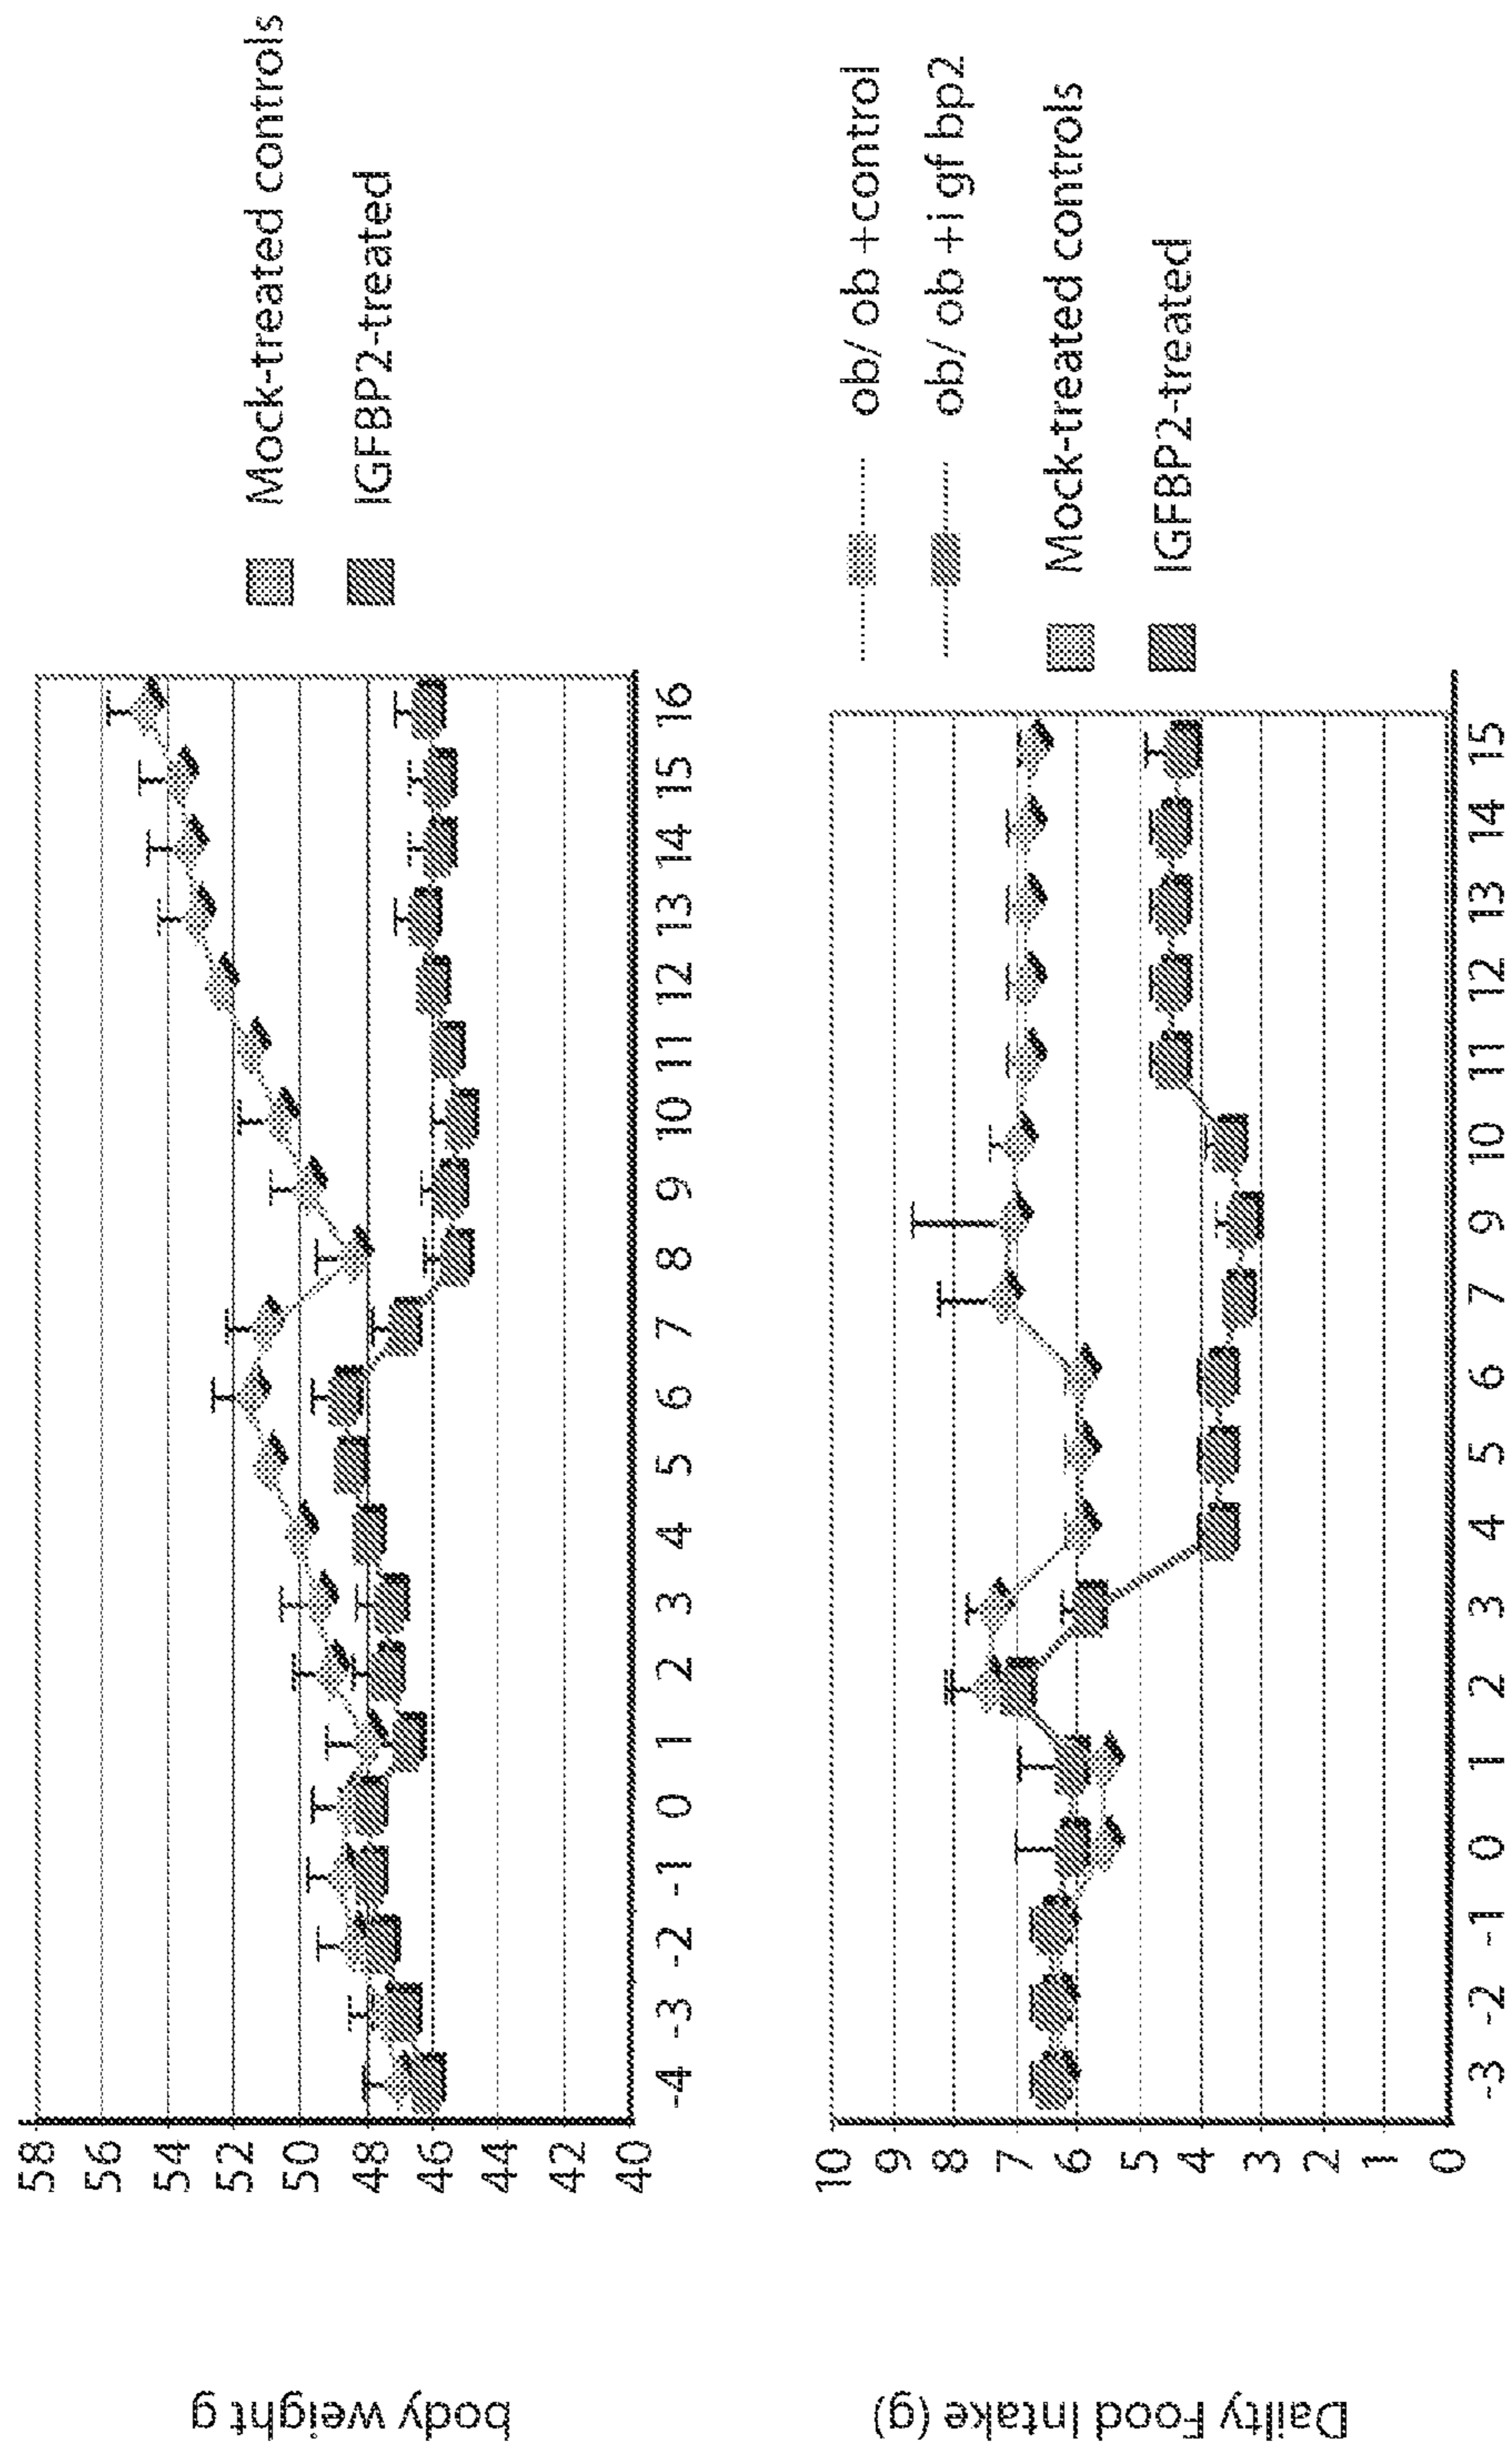 body weight g
58
56
54
52
50
48
46
44
42
40
-4 -3 -2 -1 0 1 2 3 4 5 6 7 8 9 10 11 12 13 14 15 16
Mock-treated controls
IGFBP2-treated
Dailty Food Intake (g)
10
9
8
7
6
5
4
3
2
1
0
-3 -2 -1 0 1 2 3 4 5 6 7 9 10 11 12 13 14 15
ob/ ob +control
ob/ ob +i gf bp2
Mock-treated controls
IGFBP2-treated